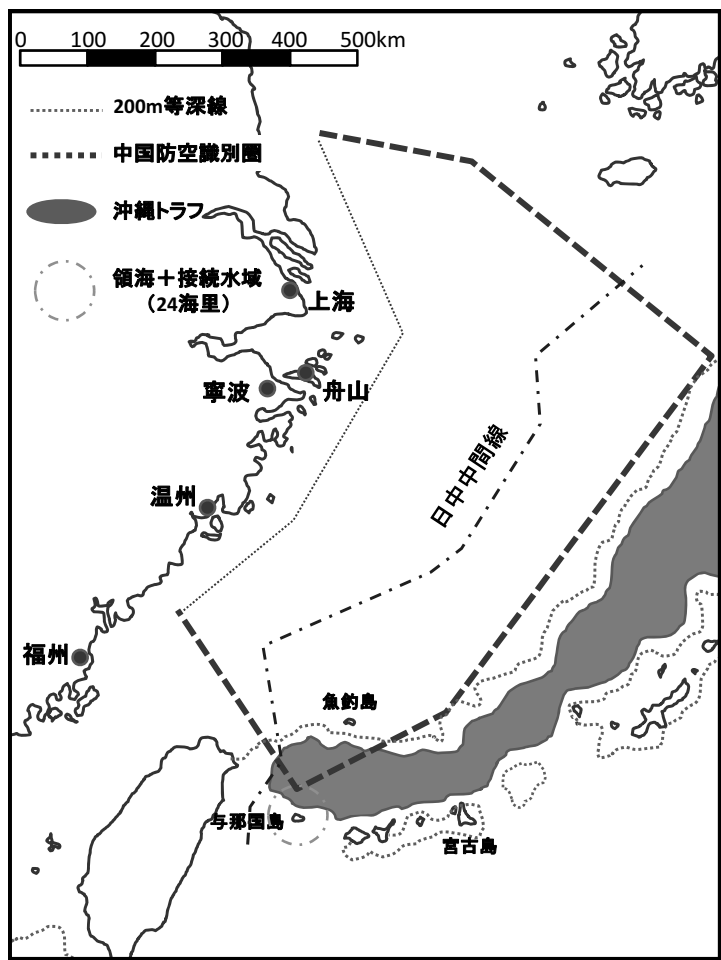 0 100 200 300 400 500km
200m等深線
中国防空識別圏
沖縄トラフ
領海＋接続水域
（24海里）
上海
寧波
舟山
日中中間線
温州
福州
魚釣島
与那国島
宮古島